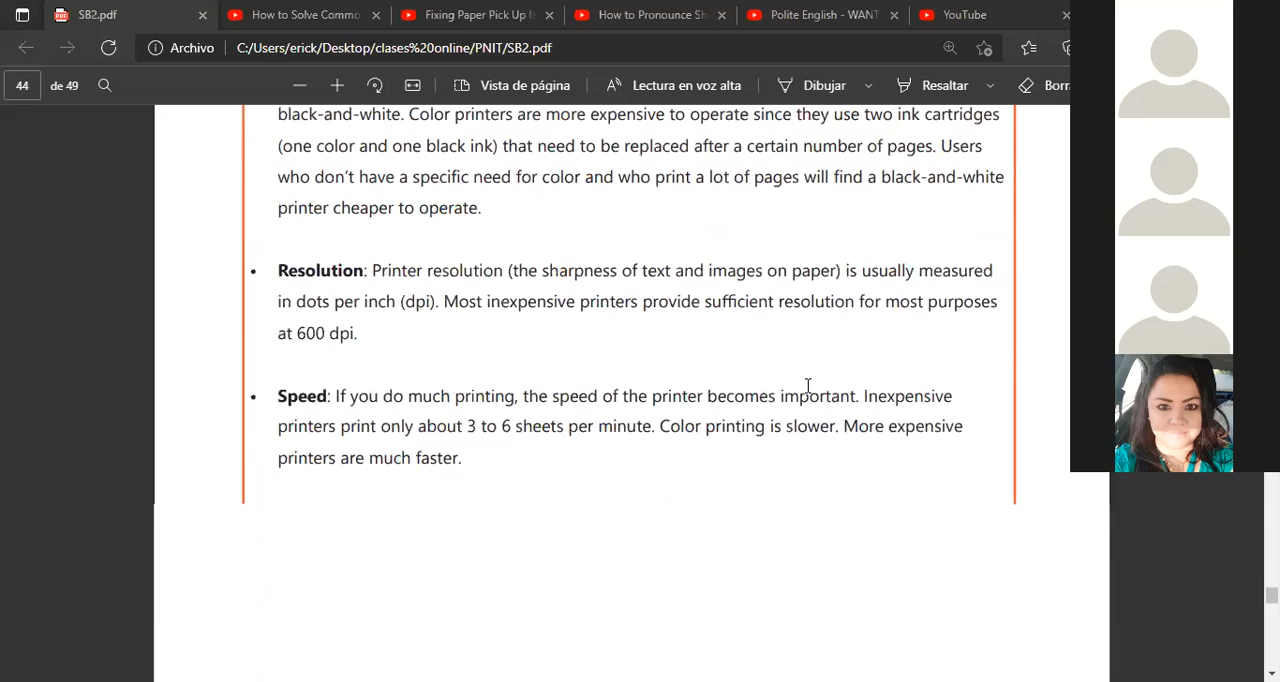 SB2.pdf
How to Solve Commo
Fixing Paper Pick Up Is
How to Pronounce Sh
Polite English - WANT
YouTube
Archivo
C:/Users/erick/Desktop/clases%20online/PNIT/SB2.pdf
44 de 49
Vista de página
Lectura en voz alta
Dibujar
Resaltar
Borra
black-and-white. Color printers are more expensive to operate since they use two ink cartridges
(one color and one black ink) that need to be replaced after a certain number of pages. Users
who don't have a specific need for color and who print a lot of pages will find a black-and-white
printer cheaper to operate.
• Resolution: Printer resolution (the sharpness of text and images on paper) is usually measured
in dots per inch (dpi). Most inexpensive printers provide sufficient resolution for most purposes
at 600 dpi.
• Speed: If you do much printing, the speed of the printer becomes important. Inexpensive
printers print only about 3 to 6 sheets per minute. Color printing is slower. More expensive
printers are much faster.